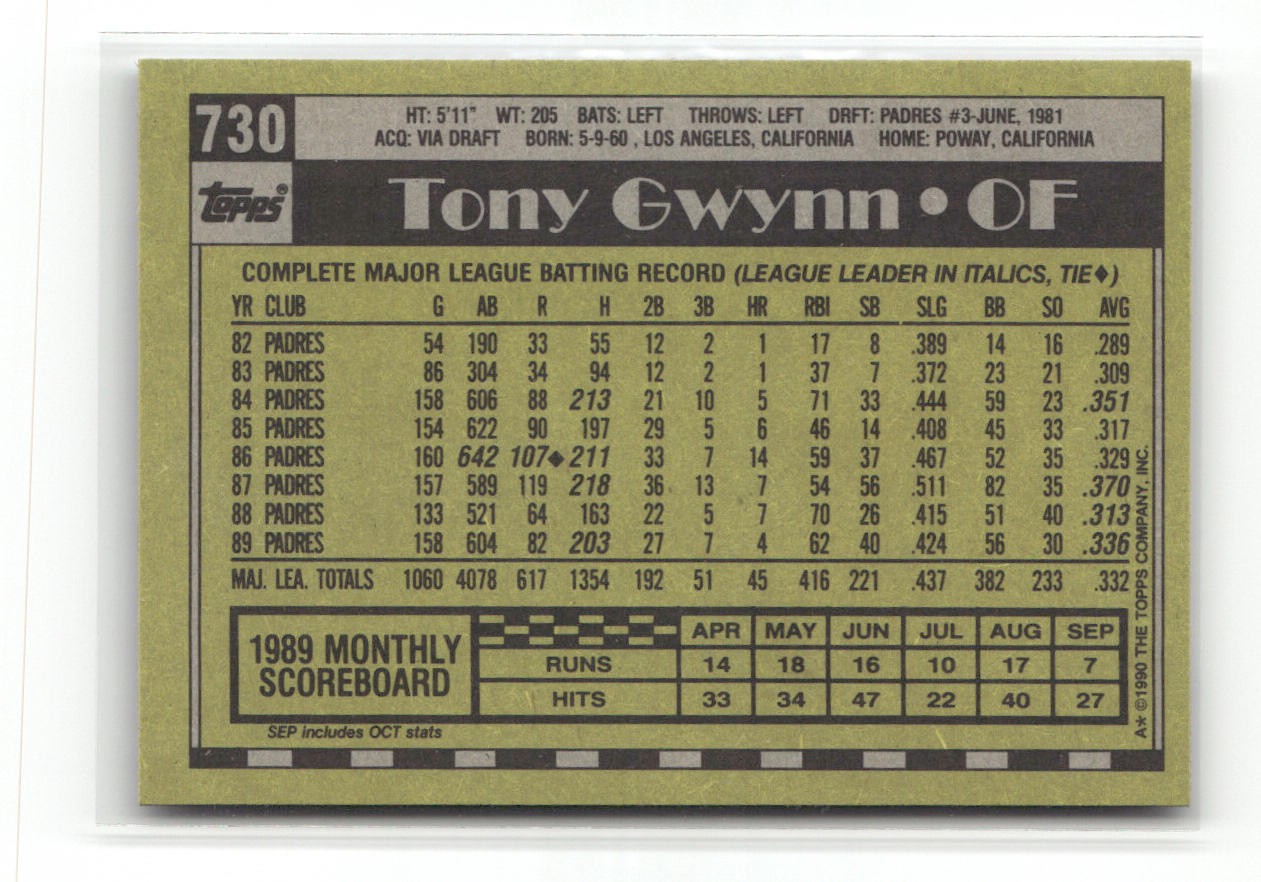 730
HT: 5'11" WT: 205 BATS: LEFT THROWS: LEFT DRFT: PADRES #3-JUNE, 1981
ACQ: VIA DRAFT BORN: 5-9-60 , LOS ANGELES, CALIFORNIA HOME: POWAY, CALIFORNIA
topps®
Tony Gwynn • OF
COMPLETE MAJOR LEAGUE BATTING RECORD (LEAGUE LEADER IN ITALICS, TIE♦)
YR CLUB G AB R H 2B 3B HR RBI SB SLG BB SO AVG
82 PADRES 54 190 33 55 12 2 1 17 8 .389 14 16 .289
83 PADRES 86 304 34 94 12 2 1 37 7 .372 23 21 .309
84 PADRES 158 606 88 213 21 10 5 71 33 .444 59 23 .351
85 PADRES 154 622 90 197 29 5 6 46 14 .408 45 33 .317
86 PADRES 160 642 107♦ 211 33 7 14 59 37 .467 52 35 .329
87 PADRES 157 589 119 218 36 13 7 54 56 .511 82 35 .370
88 PADRES 133 521 64 163 22 5 7 70 26 .415 51 40 .313
89 PADRES 158 604 82 203 27 7 4 62 40 .424 56 30 .336
MAJ. LEA. TOTALS 1060 4078 617 1354 192 51 45 416 221 .437 382 233 .332
1989 MONTHLY
SCOREBOARD
APR MAY JUN JUL AUG SEP
RUNS 14 18 16 10 17 7
HITS 33 34 47 22 40 27
SEP includes OCT stats
A* ©1990 THE TOPPS COMPANY, INC.